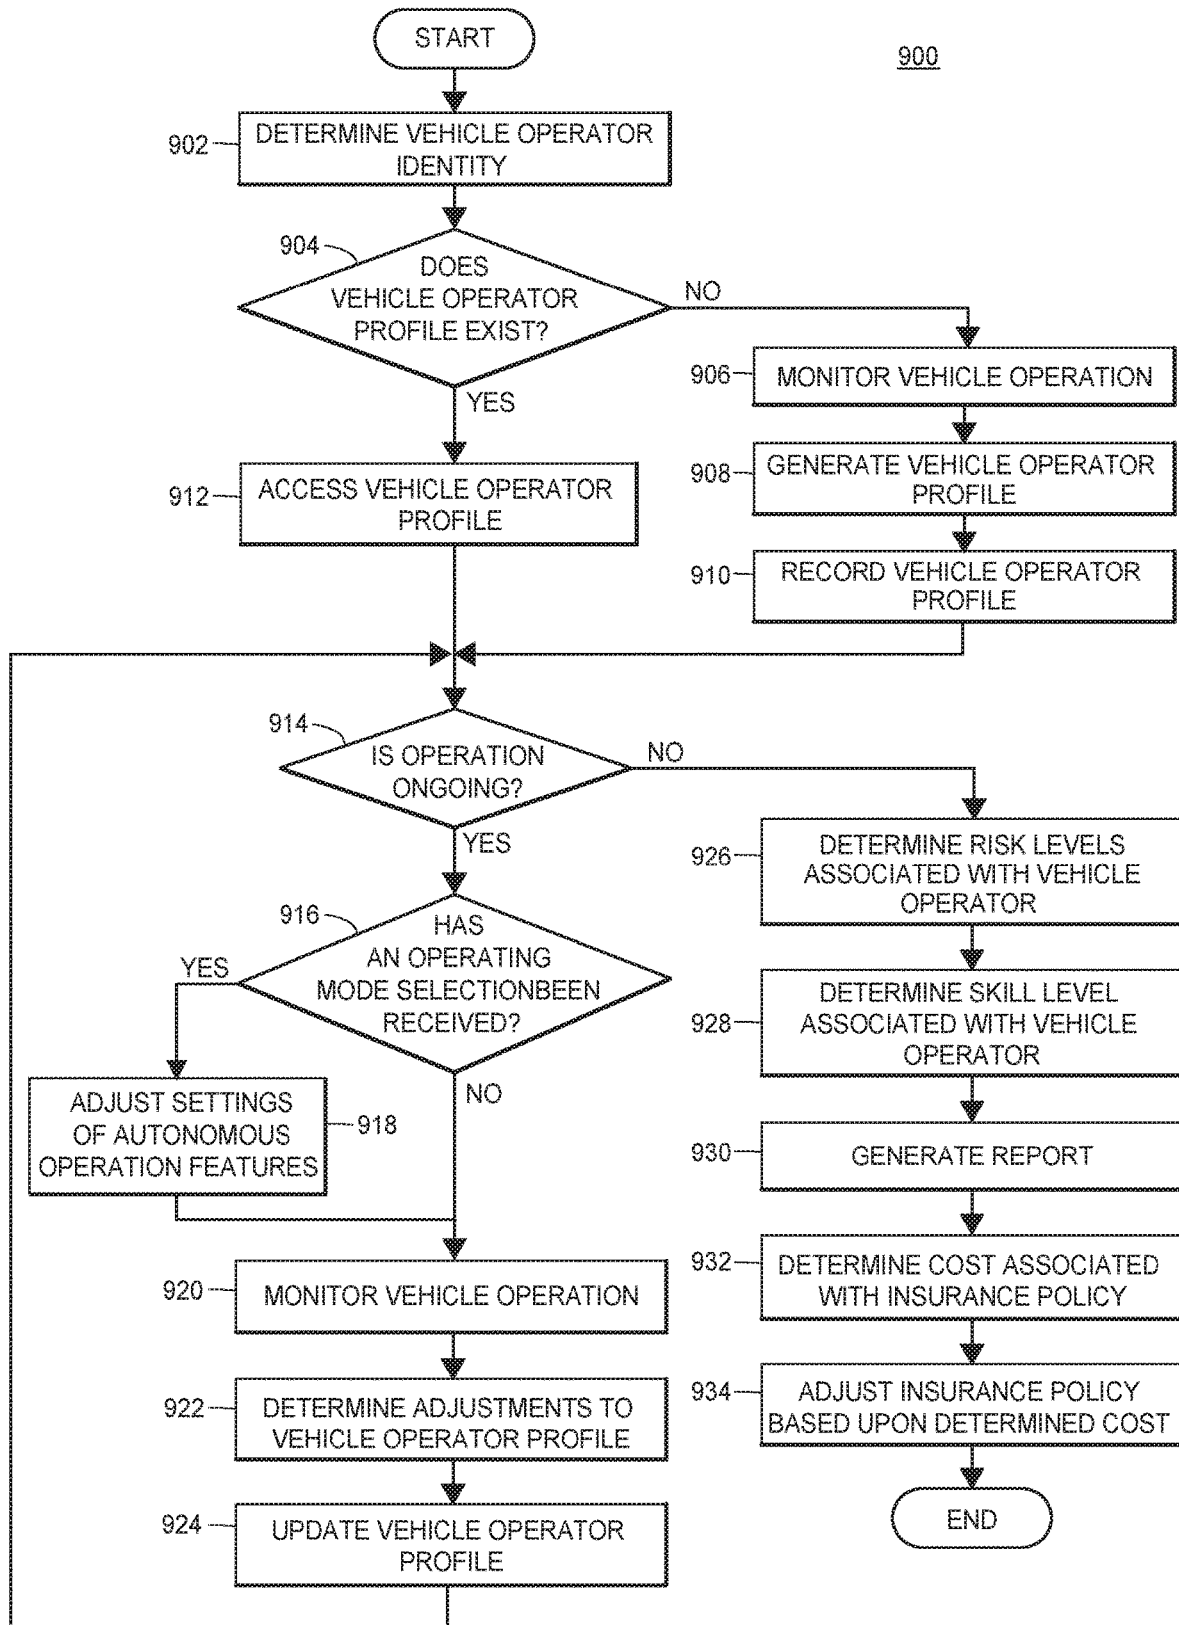 START
900
902
DETERMINE VEHICLE OPERATOR
IDENTITY
904
DOES
VEHICLE OPERATOR
PROFILE EXIST?
NO
YES
906
MONITOR VEHICLE OPERATION
908
GENERATE VEHICLE OPERATOR
PROFILE
910
RECORD VEHICLE OPERATOR
PROFILE
912
ACCESS VEHICLE OPERATOR
PROFILE
914
IS OPERATION
ONGOING?
NO
YES
916
HAS
AN OPERATING
MODE SELECTIONBEEN
RECEIVED?
YES
NO
ADJUST SETTINGS
OF AUTONOMOUS
OPERATION FEATURES
918
920
MONITOR VEHICLE OPERATION
922
DETERMINE ADJUSTMENTS TO
VEHICLE OPERATOR PROFILE
924
UPDATE VEHICLE OPERATOR
PROFILE
926
DETERMINE RISK LEVELS
ASSOCIATED WITH VEHICLE
OPERATOR
928
DETERMINE SKILL LEVEL
ASSOCIATED WITH VEHICLE
OPERATOR
930
GENERATE REPORT
932
DETERMINE COST ASSOCIATED
WITH INSURANCE POLICY
934
ADJUST INSURANCE POLICY
BASED UPON DETERMINED COST
END